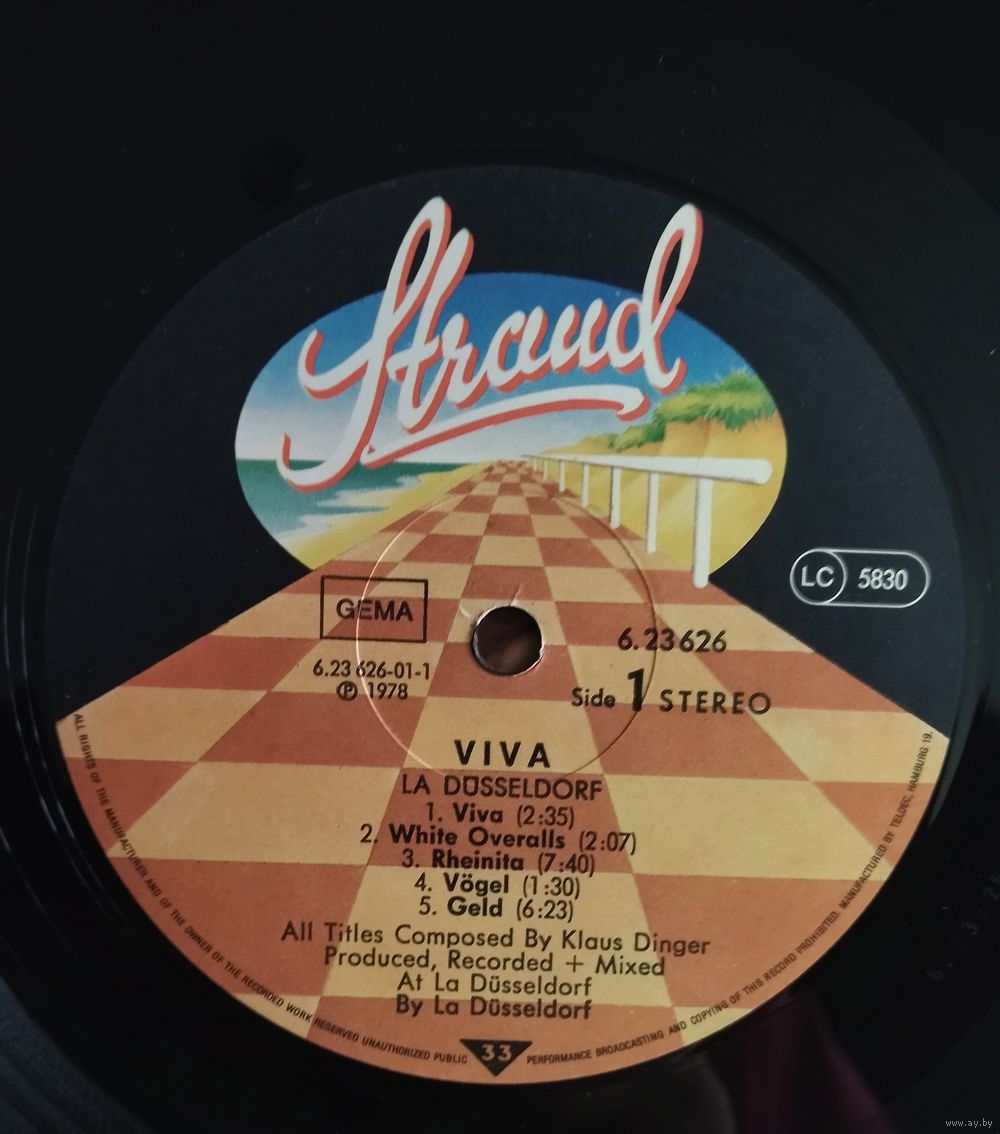 Strand
LC 5830
GEMA
6.23626
6.23 626-01-1
℗ 1978
Side 1 STEREO
VIVA
LA DÜSSELDORF
1. Viva (2:35)
2. White Overalls (2:07)
3. Rheinita (7:40)
4. Vögel (1:30)
5. Geld (6:23)
All Titles Composed By Klaus Dinger
Produced, Recorded + Mixed
At La Düsseldorf
By La Düsseldorf
ALL RIGHTS OF THE MANUFACTURER AND OF THE OWNER OF THE RECORDED WORK RESERVED UNAUTHORIZED PUBLIC 33 PERFORMANCE BROADCASTING AND COPYING OF THIS RECORD PROHIBITED. MANUFACTURED BY TELDEC, HAMBURG 19.
www.ay.by